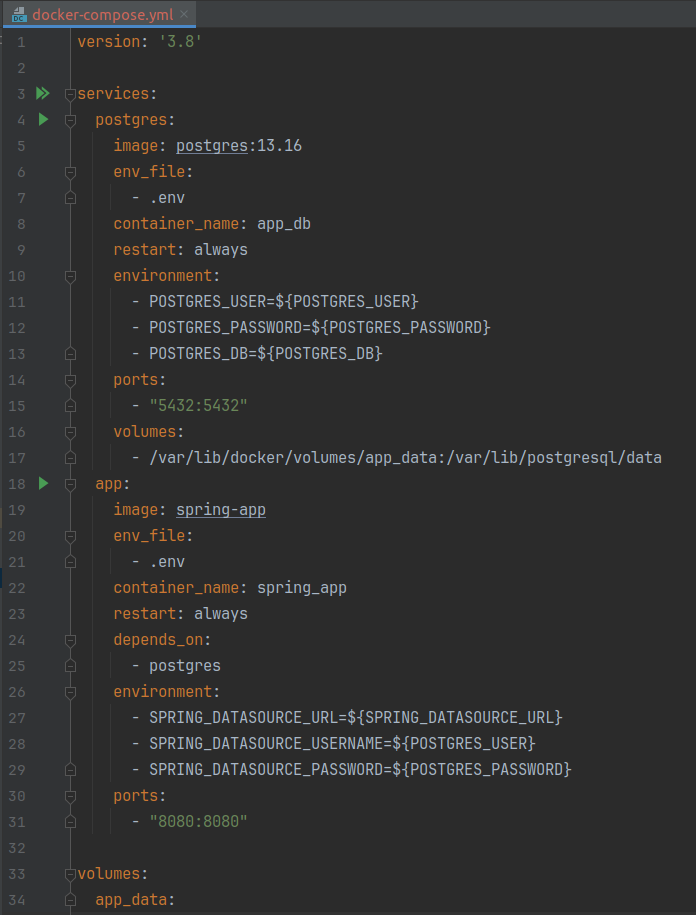 docker-compose.yml
1 version: '3.8'
2
3 services:
4   postgres:
5     image: postgres:13.16
6     env_file:
7       - .env
8     container_name: app_db
9     restart: always
10     environment:
11       - POSTGRES_USER=${POSTGRES_USER}
12       - POSTGRES_PASSWORD=${POSTGRES_PASSWORD}
13       - POSTGRES_DB=${POSTGRES_DB}
14     ports:
15       - "5432:5432"
16     volumes:
17       - /var/lib/docker/volumes/app_data:/var/lib/postgresql/data
18   app:
19     image: spring-app
20     env_file:
21       - .env
22     container_name: spring_app
23     restart: always
24     depends_on:
25       - postgres
26     environment:
27       - SPRING_DATASOURCE_URL=${SPRING_DATASOURCE_URL}
28       - SPRING_DATASOURCE_USERNAME=${POSTGRES_USER}
29       - SPRING_DATASOURCE_PASSWORD=${POSTGRES_PASSWORD}
30     ports:
31       - "8080:8080"
32
33 volumes:
34   app_data: